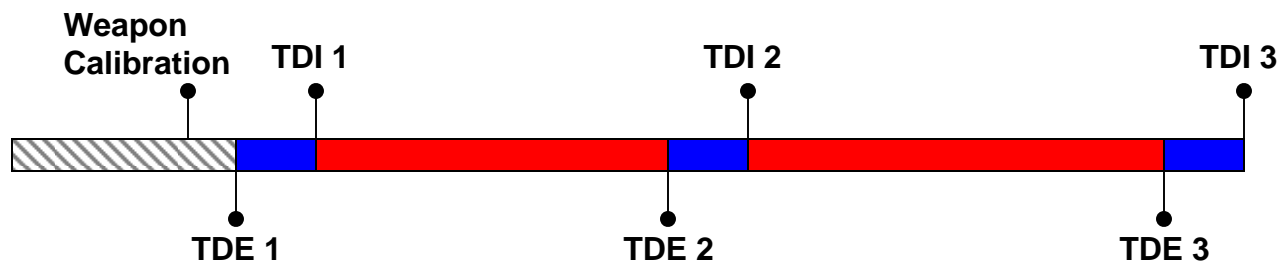 Weapon
Calibration
TDI 1
TDI 2
TDI 3
TDE 1
TDE 2
TDE 3